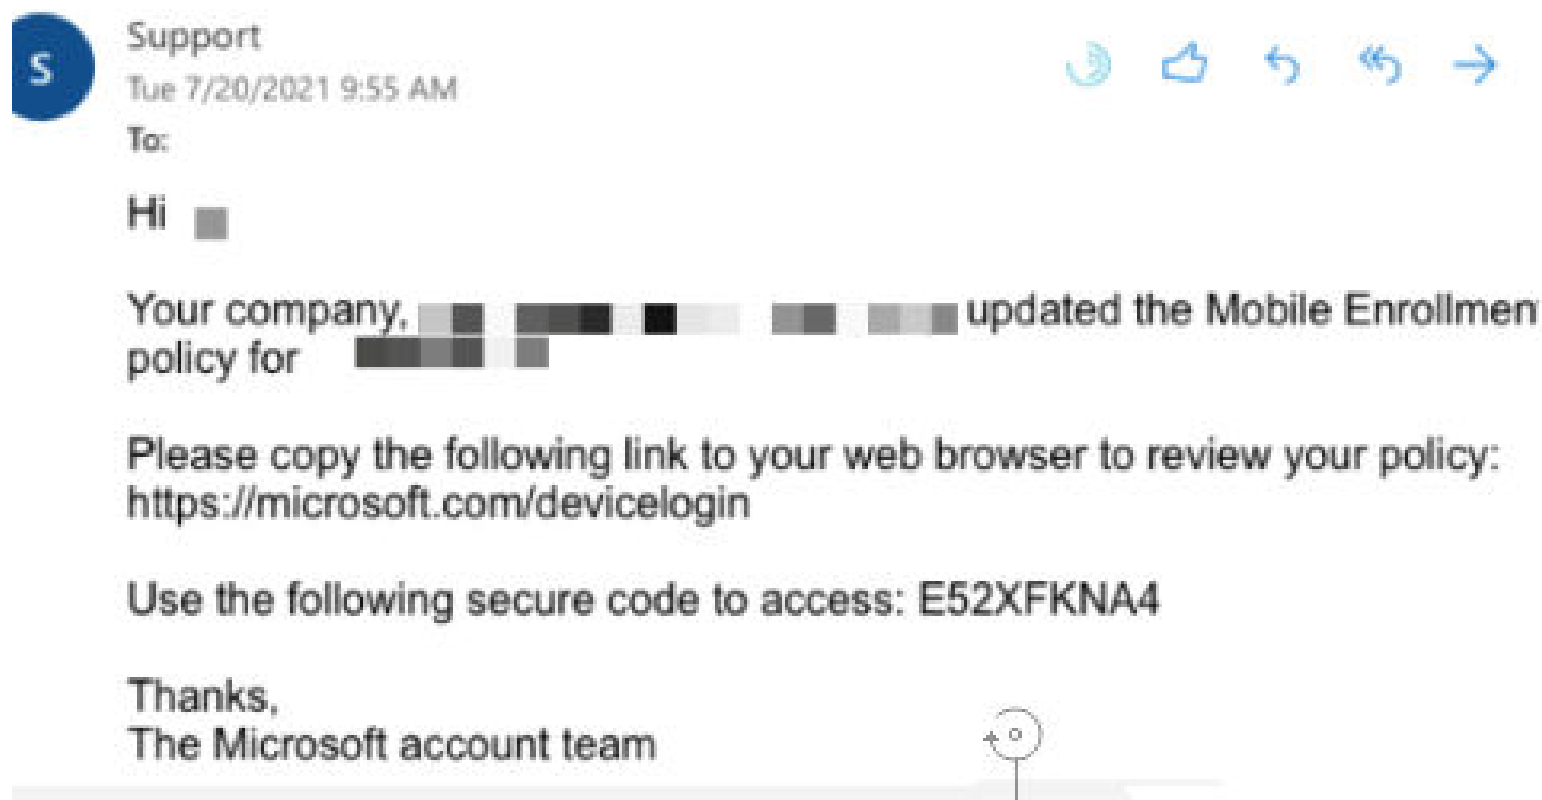 S
Support
Tue 7/20/2021 9:55 AM
To:
Hi
Your company, updated the Mobile Enrollmen
policy for
Please copy the following link to your web browser to review your policy:
https://microsoft.com/devicelogin
Use the following secure code to access: E52XFKNA4
Thanks,
The Microsoft account team